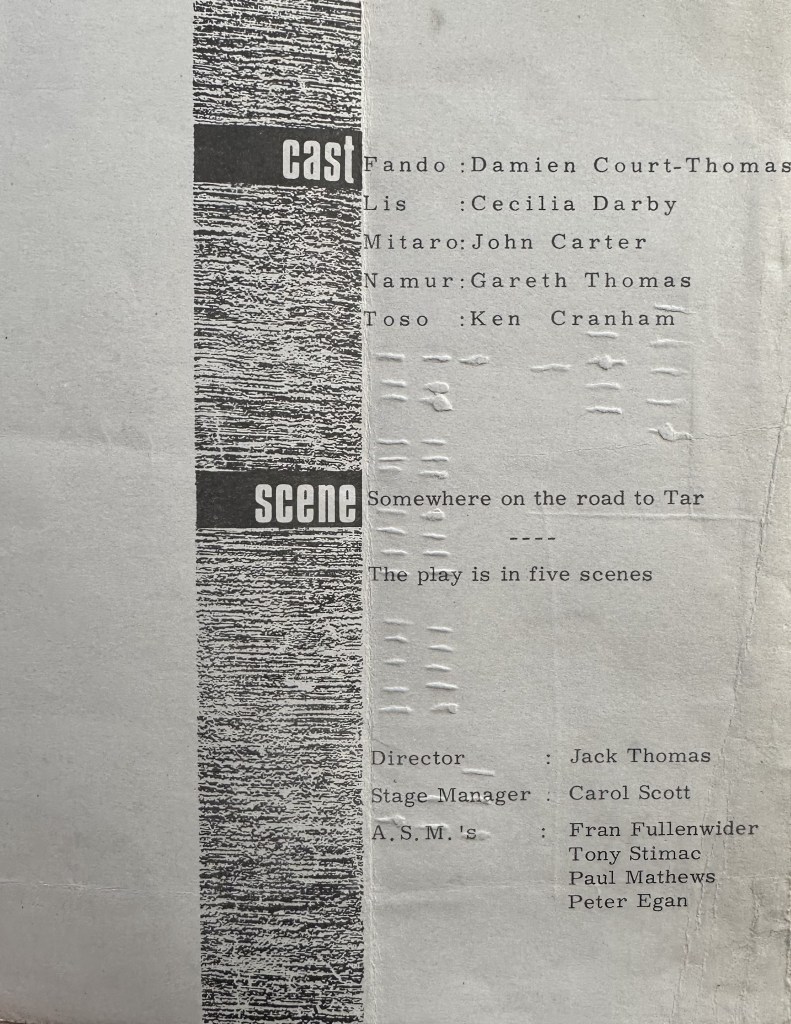 cast
Fando :Damien Court-Thomas
Lis :Cecilia Darby
Mitaro:John Carter
Namur:Gareth Thomas
Toso :Ken Cranham
scene
Somewhere on the road to Tar
----
The play is in five scenes
Director : Jack Thomas
Stage Manager : Carol Scott
A.S.M.'s : Fran Fullenwider
Tony Stimac
Paul Mathews
Peter Egan